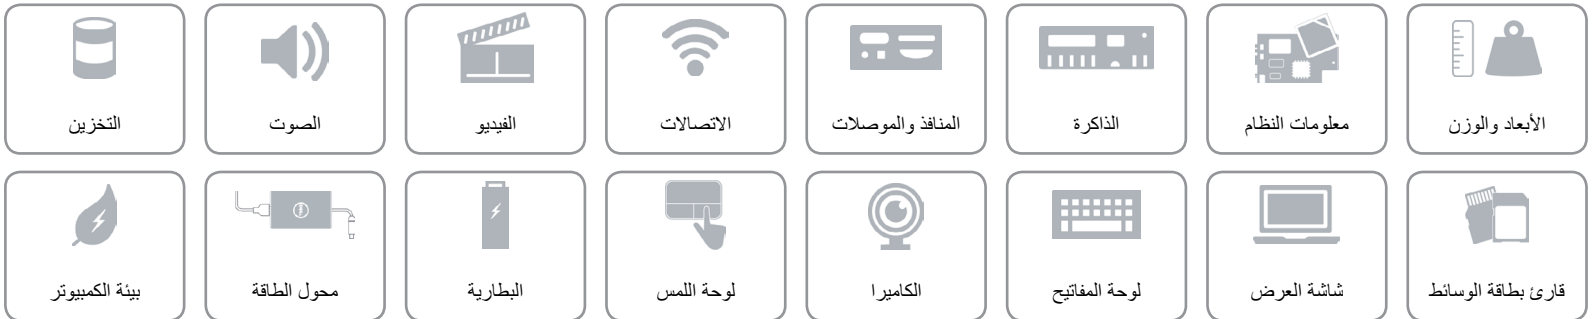 الأبعاد والوزن
معلومات النظام
الذاكرة
المنافذ والموصلات
الاتصالات
الفيديو
الصوت
التخزين
قارئ بطاقة الوسائط
شاشة العرض
لوحة المفاتيح
الكاميرا
لوحة اللمس
البطارية
محول الطاقة
بيئة الكمبيوتر